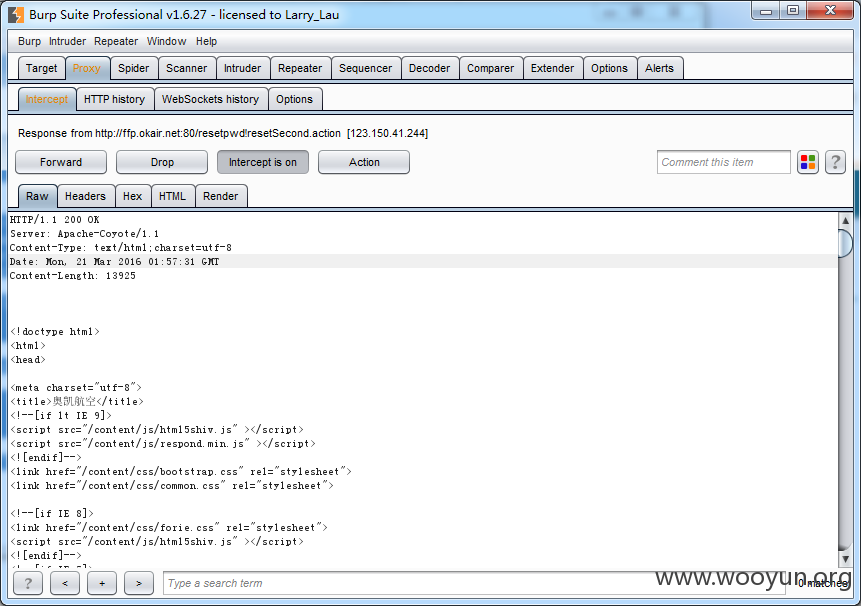 Burp Suite Professional v1.6.27 - licensed to Larry_Lau
Burp Intruder Repeater Window Help
Target Proxy Spider Scanner Intruder Repeater Sequencer Decoder Comparer Extender Options Alerts
Intercept HTTP history WebSockets history Options
Response from http://ffp.okair.net:80/resetpwd!resetSecond.action [123.150.41.244]
Forward Drop Intercept is on Action Comment this item ?
Raw Headers Hex HTML Render
HTTP/1.1 200 OK
Server: Apache-Coyote/1.1
Content-Type: text/html;charset=utf-8
Date: Mon, 21 Mar 2016 01:57:31 GMT
Content-Length: 13925
<!doctype html>
<html>
<head>
<meta charset="utf-8">
<title>奥凯航空</title>
<!--[if lt IE 9]>
<script src="/content/js/html5shiv.js" ></script>
<script src="/content/js/respond.min.js" ></script>
<![endif]-->
<link href="/content/css/bootstrap.css" rel="stylesheet">
<link href="/content/css/common.css" rel="stylesheet">
<!--[if IE 8]>
<link href="/content/css/forie.css" rel="stylesheet">
<script src="/content/js/html5shiv.js" ></script>
<![endif]-->
? < + > Type a search term 0 matches
www.wooyun.org